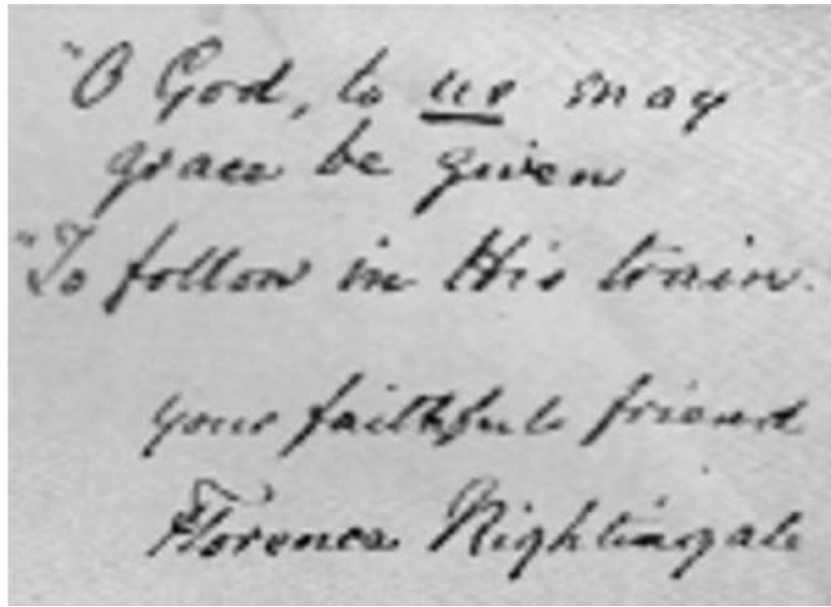 "O God, to us may
grace be given
"To follow in His train.
your faithful friend
Florence Nightingale